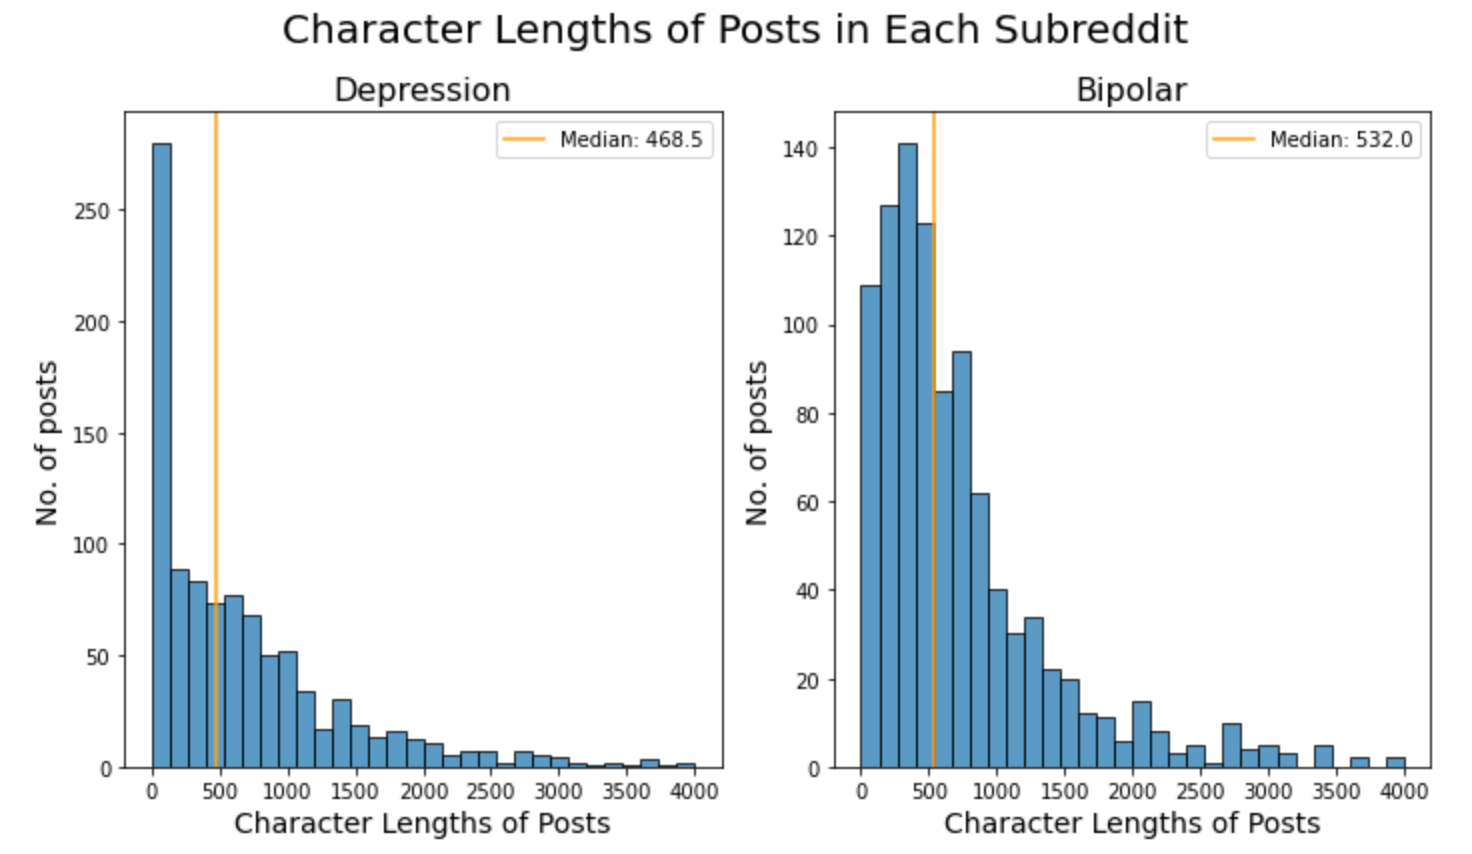 Character Lengths of Posts in Each Subreddit
Depression
Median: 468.5
250
200
150
100
50
0
No. of posts
0 500 1000 1500 2000 2500 3000 3500 4000
Character Lengths of Posts
Bipolar
Median: 532.0
140
120
100
80
60
40
20
0
No. of posts
0 500 1000 1500 2000 2500 3000 3500 4000
Character Lengths of Posts